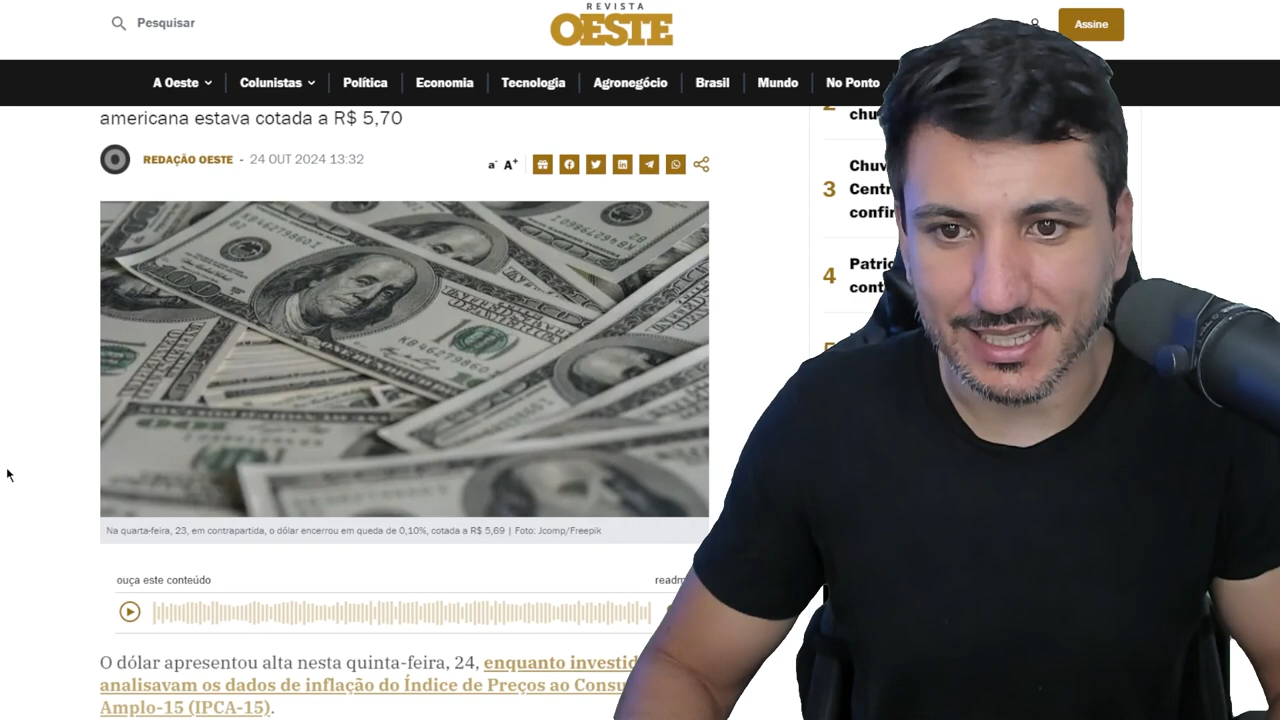 Pesquisar
REVISTA
OESTE
Assine
A Oeste
Colunistas
Política
Economia
Tecnologia
Agronegócio
Brasil
Mundo
No Ponto
americana estava cotada a R$ 5,70
REDAÇÃO OESTE - 24 OUT 2024 13:32
a- A+
3
4
KB46279860I
100
KB46279860I
Na quarta-feira, 23, em contrapartida, o dólar encerrou em queda de 0,10%, cotada a R$ 5,69 | Foto: Jcomp/Freepik
ouça este conteúdo
O dólar apresentou alta nesta quinta-feira, 24, enquanto
analisavam os dados de inflação do Índice de Preços ao
Amplo-15 (IPCA-15).